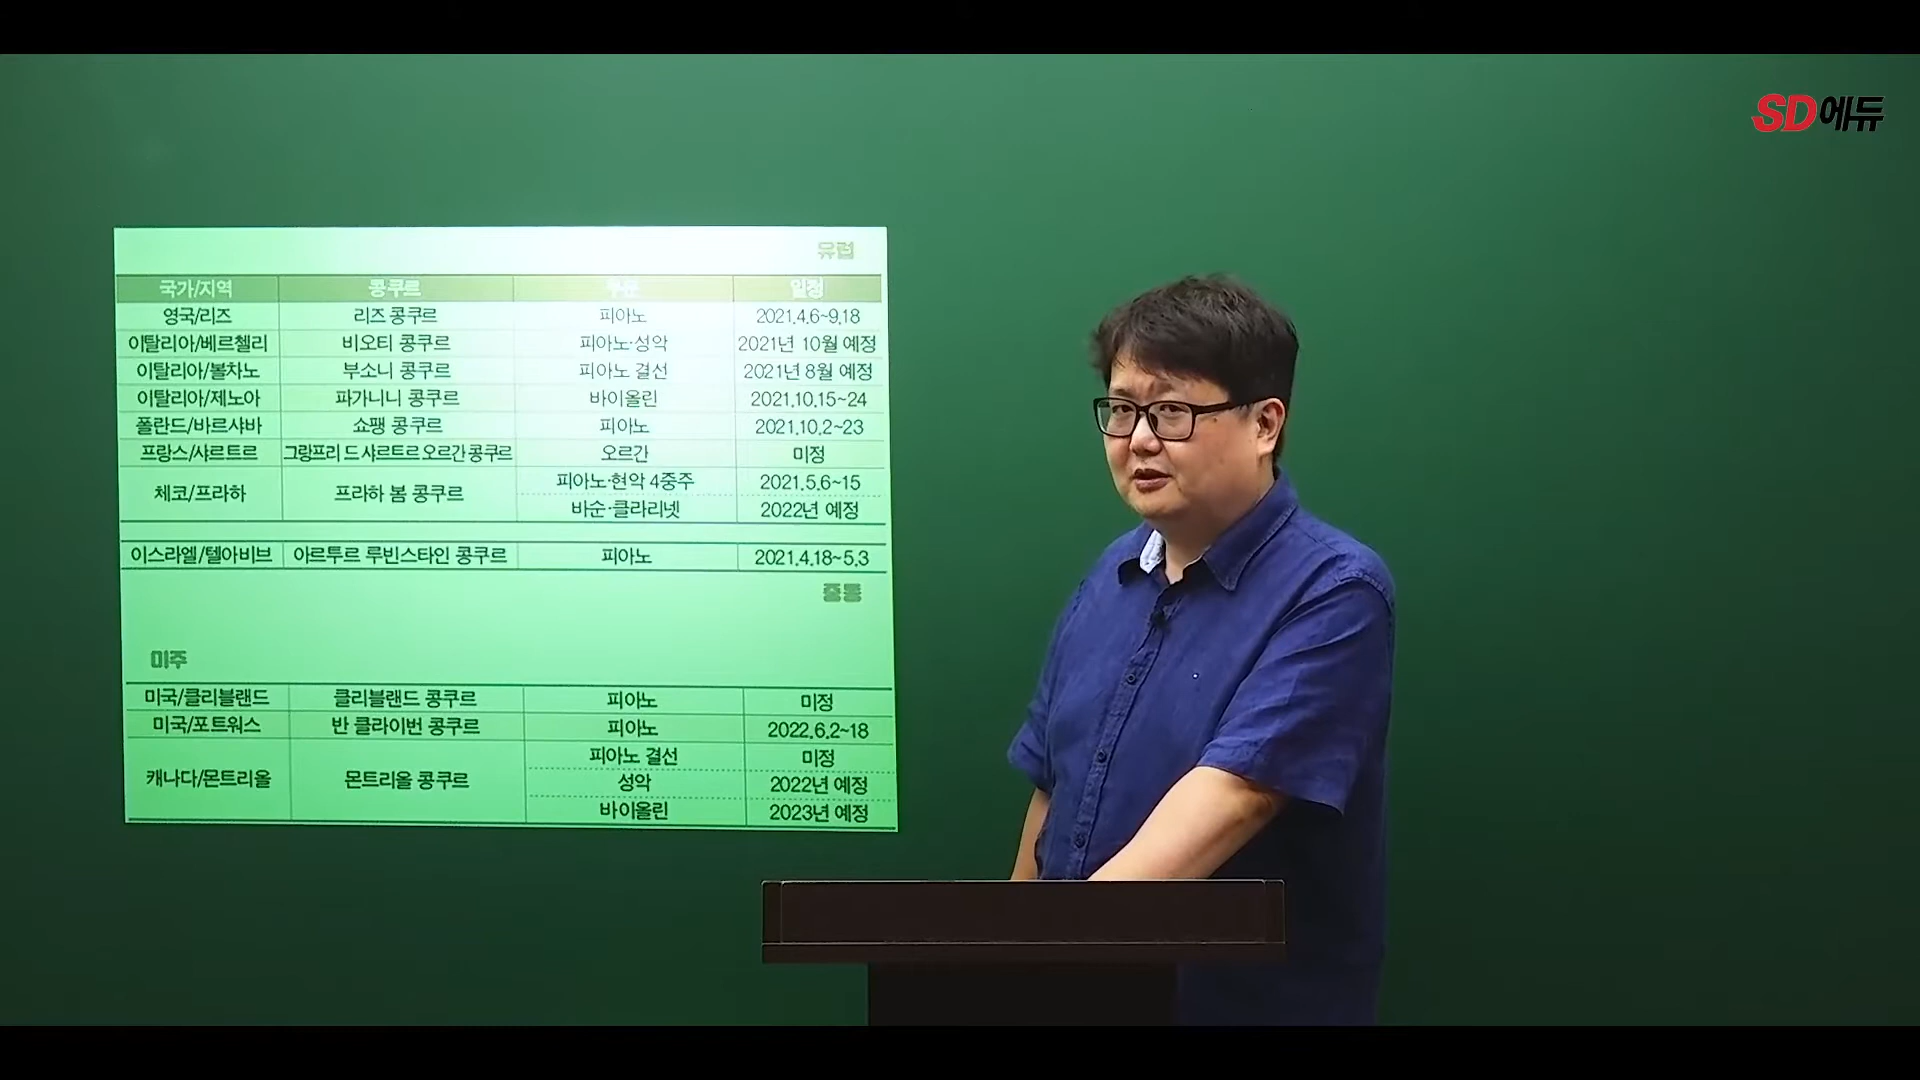 SD에듀
유럽
국가/지역 콩쿠르 부문 일정
영국/리즈 리즈 콩쿠르 피아노 2021.4.6~9.18
이탈리아/베르첼리 비오티 콩쿠르 피아노·성악 2021년 10월 예정
이탈리아/볼차노 부소니 콩쿠르 피아노 결선 2021년 8월 예정
이탈리아/제노아 파가니니 콩쿠르 바이올린 2021.10.15~24
폴란드/바르샤바 쇼팽 콩쿠르 피아노 2021.10.2~23
프랑스/샤르트르 그랑프리 드 샤르트르 오르간 콩쿠르 오르간 미정
체코/프라하 프라하 봄 콩쿠르 피아노·현악 4중주 2021.5.6~15
바순·클라리넷 2022년 예정
이스라엘/텔아비브 아르투르 루빈스타인 콩쿠르 피아노 2021.4.18~5.3
중동
미주
미국/클리블랜드 클리블랜드 콩쿠르 피아노 미정
미국/포트워스 반 클라이번 콩쿠르 피아노 2022.6.2~18
캐나다/몬트리올 몬트리올 콩쿠르 피아노 결선 미정
성악 2022년 예정
바이올린 2023년 예정